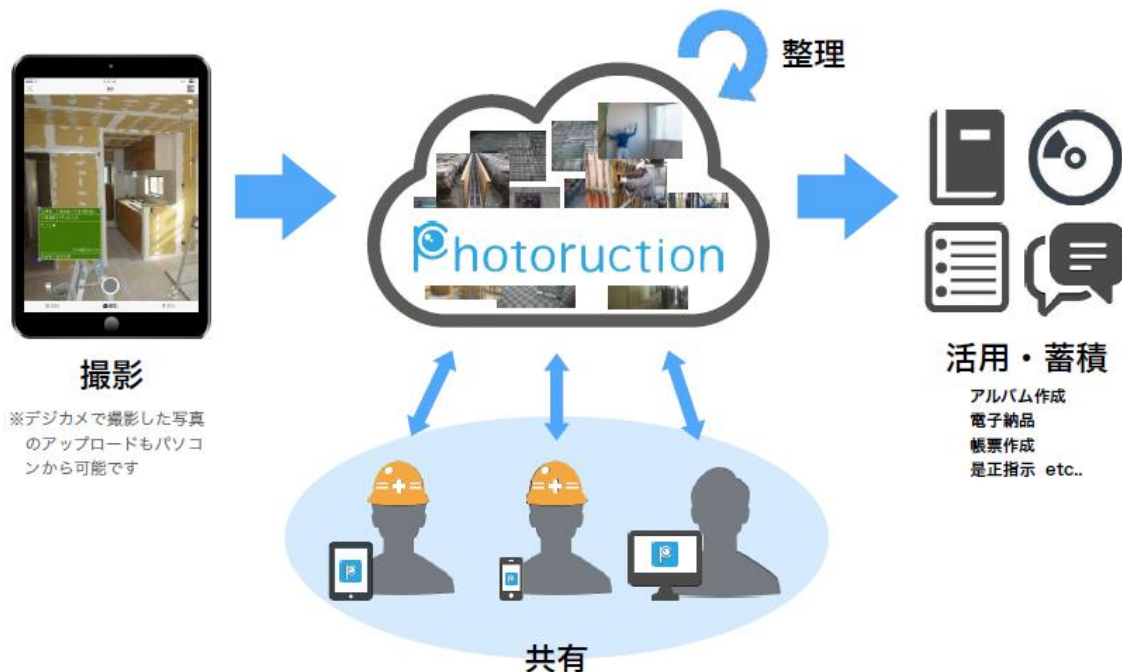 整理
Photoruction
撮影
※デジカメで撮影した写真
のアップロードもパソコ
ンから可能です
活用・蓄積
アルバム作成
電子納品
帳票作成
是正指示 etc..
共有